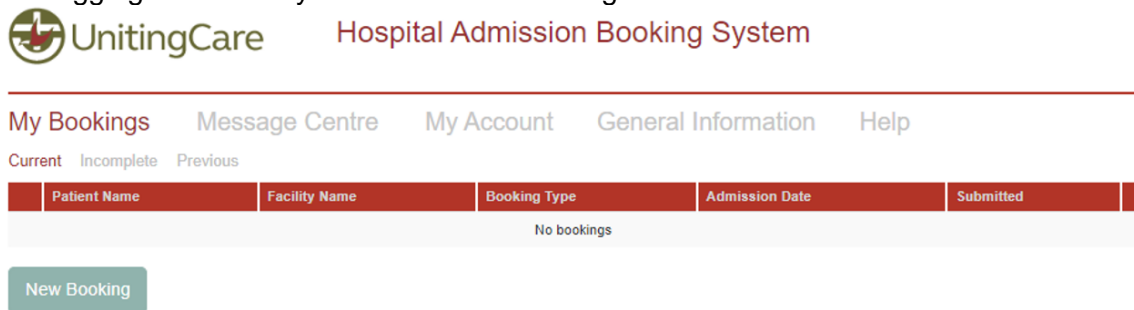 UnitingCare Hospital Admission Booking System
My Bookings Message Centre My Account General Information Help
Current Incomplete Previous
Patient Name Facility Name Booking Type Admission Date Submitted
No bookings
New Booking